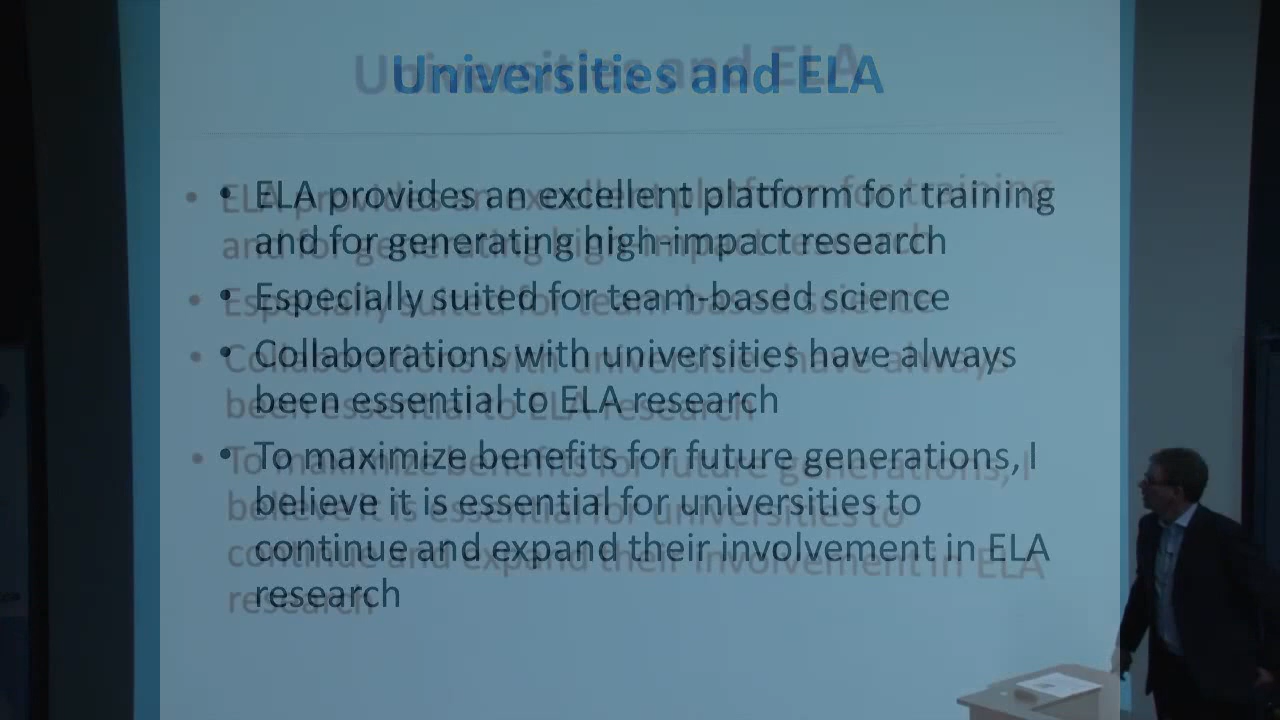 Universities and ELA
• ELA provides an excellent platform for training
and for generating high-impact research
• Especially suited for team-based science
• Collaborations with universities have always
been essential to ELA research
• To maximize benefits for future generations, I
believe it is essential for universities to
continue and expand their involvement in ELA
research